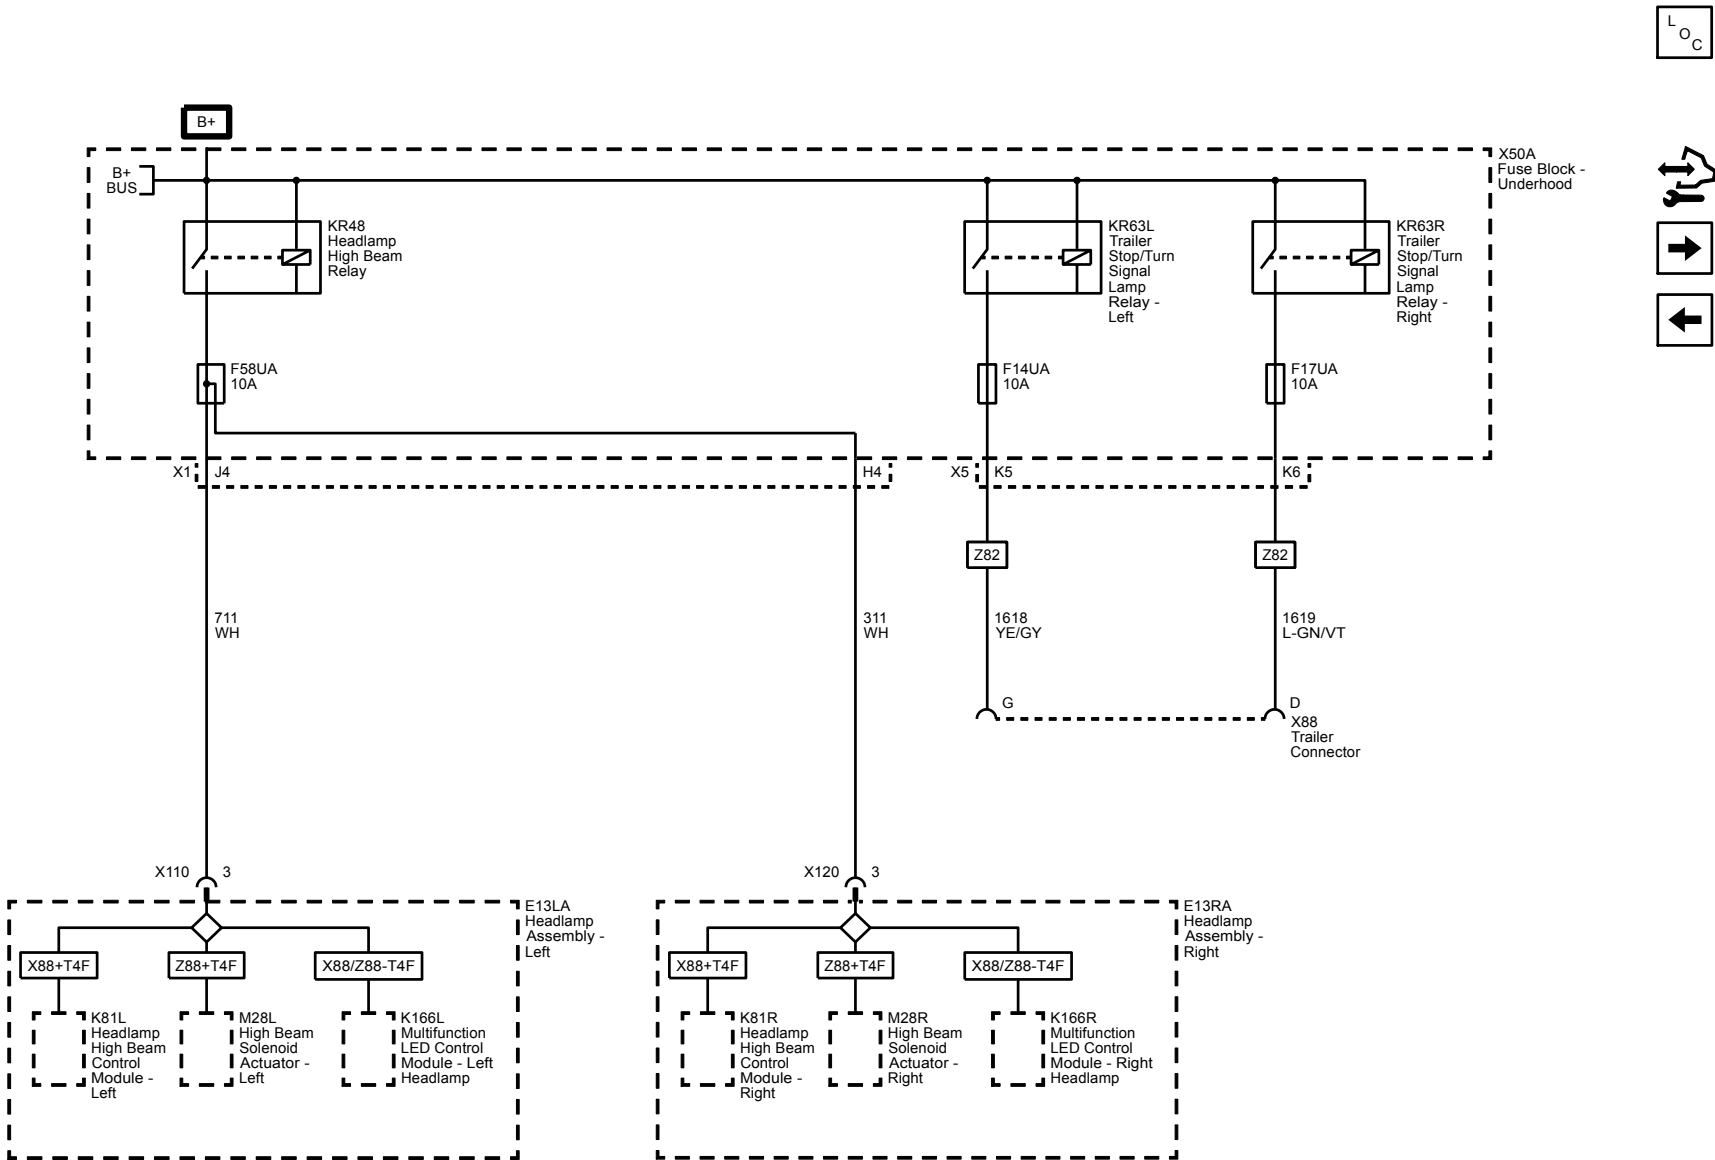 L
O
C
B+
B+
BUS
X50A
Fuse Block -
Underhood
KR48
Headlamp
High Beam
Relay
KR63L
Trailer
Stop/Turn
Signal
Lamp
Relay -
Left
KR63R
Trailer
Stop/Turn
Signal
Lamp
Relay -
Right
F58UA
10A
F14UA
10A
F17UA
10A
X1
J4
H4
X5
K5
K6
Z82
Z82
711
WH
311
WH
1618
YE/GY
1619
L-GN/VT
G
D
X88
Trailer
Connector
X110
3
X120
3
E13LA
Headlamp
Assembly -
Left
E13RA
Headlamp
Assembly -
Right
X88+T4F
Z88+T4F
X88/Z88-T4F
X88+T4F
Z88+T4F
X88/Z88-T4F
K81L
Headlamp
High Beam
Control
Module -
Left
M28L
High Beam
Solenoid
Actuator -
Left
K166L
Multifunction
LED Control
Module - Left
Headlamp
K81R
Headlamp
High Beam
Control
Module -
Right
M28R
High Beam
Solenoid
Actuator -
Right
K166R
Multifunction
LED Control
Module - Right
Headlamp